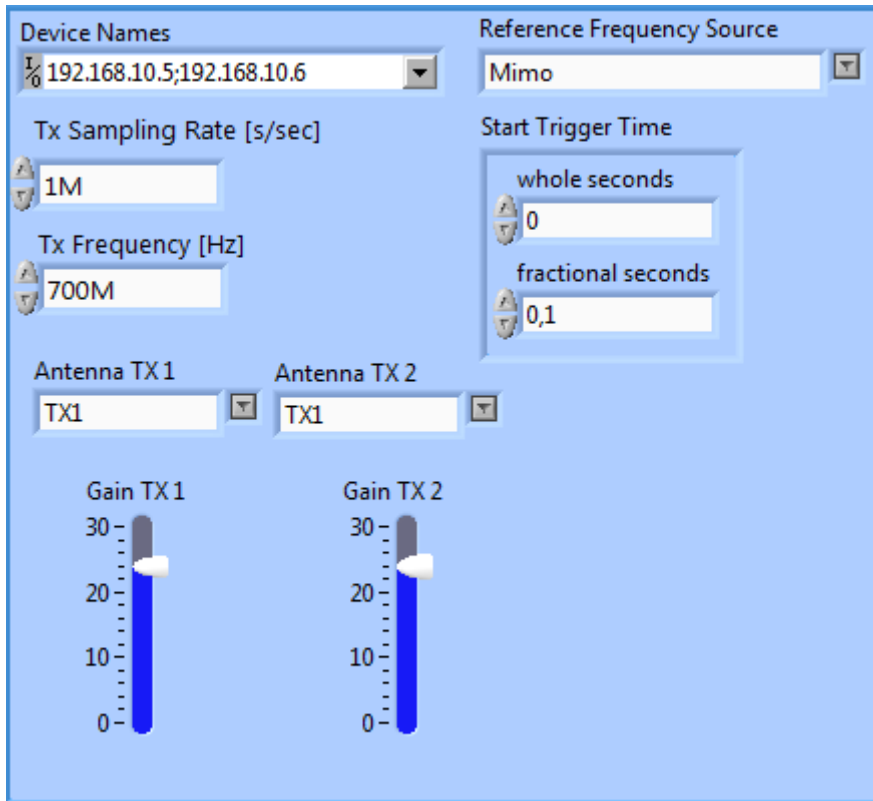 Device Names
I/O 192.168.10.5;192.168.10.6
Reference Frequency Source
Mimo
Tx Sampling Rate [s/sec]
1M
Tx Frequency [Hz]
700M
Start Trigger Time
whole seconds
0
fractional seconds
0,1
Antenna TX 1
TX1
Antenna TX 2
TX1
Gain TX 1
30
20
10
0
Gain TX 2
30
20
10
0